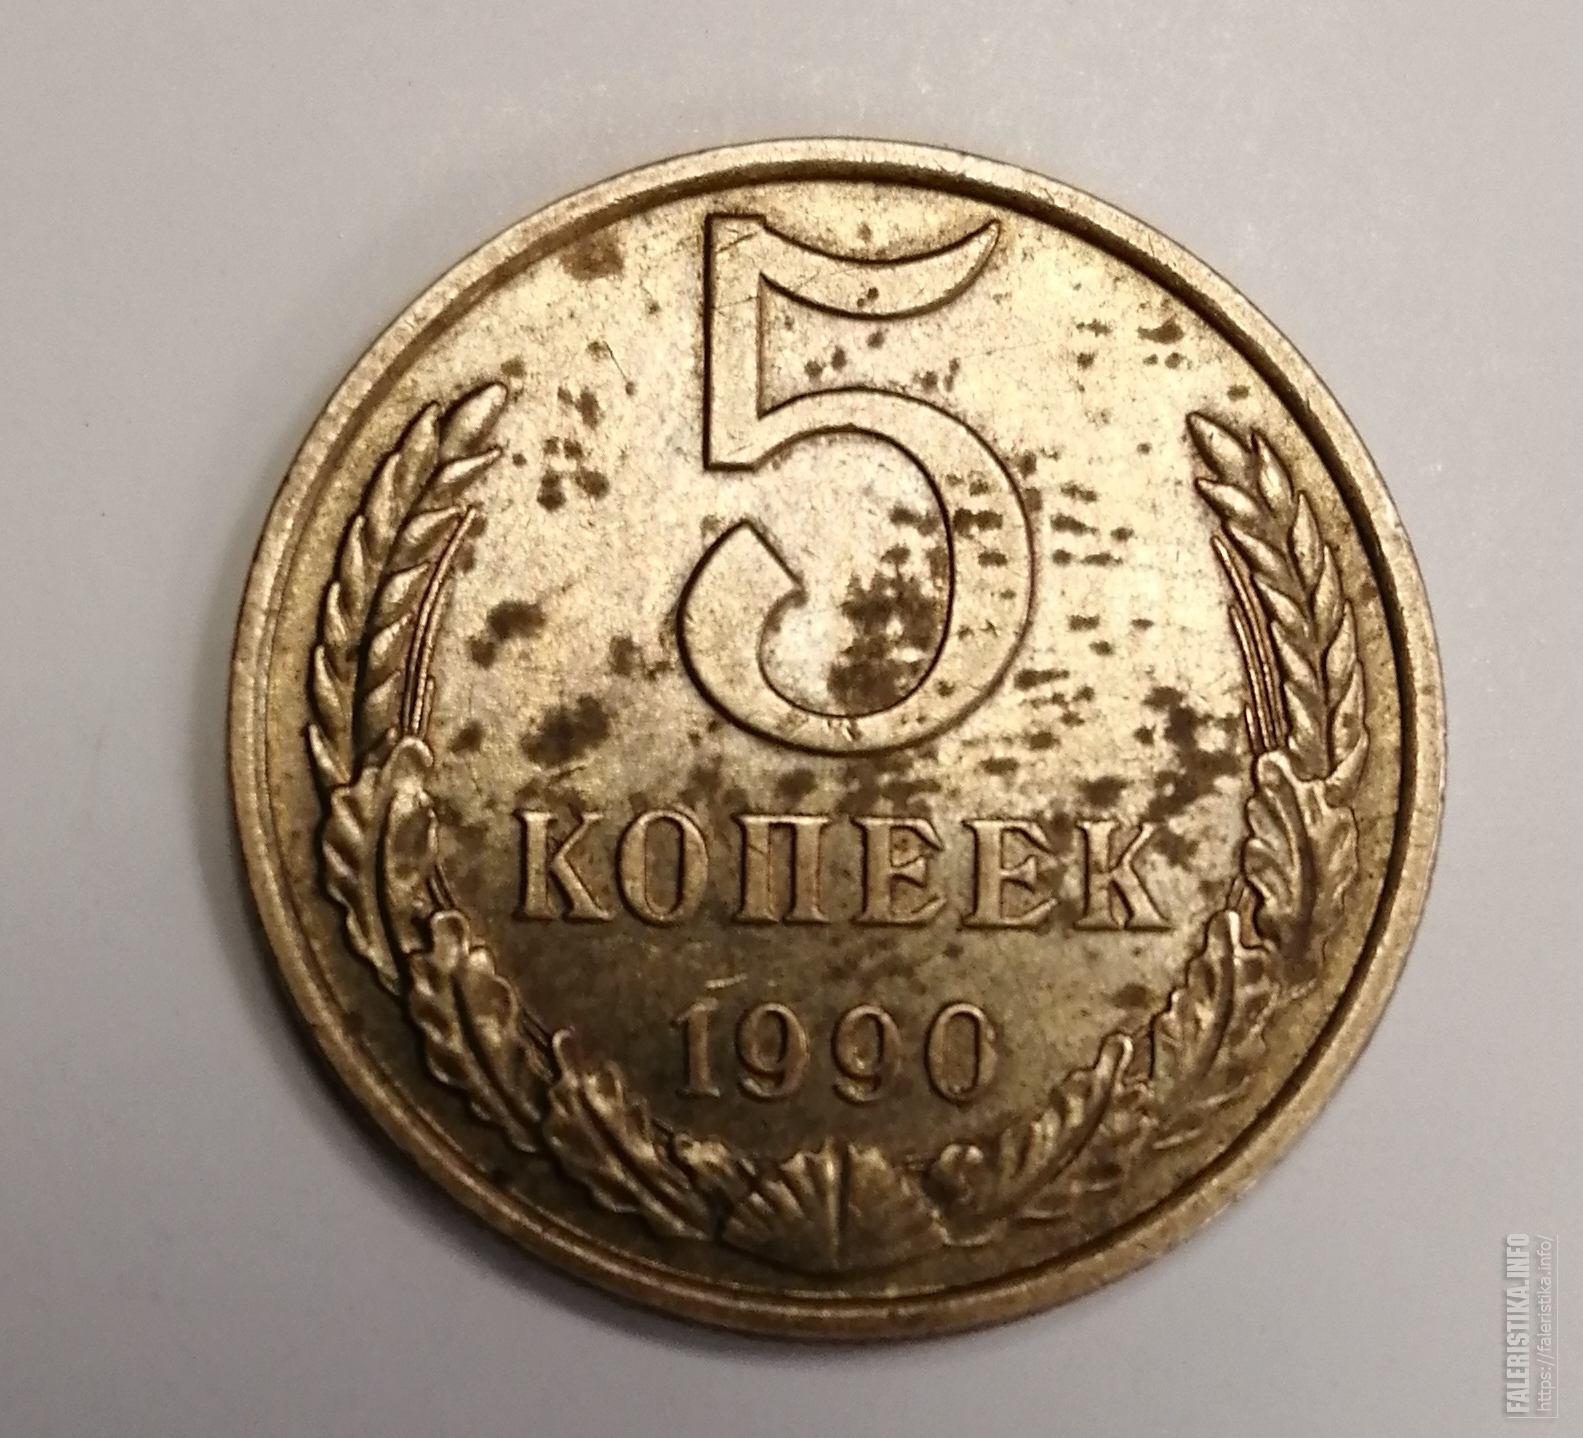 5
КОПЕЕК
1990
FALERISTIKA.INFO
https://faleristika.info/